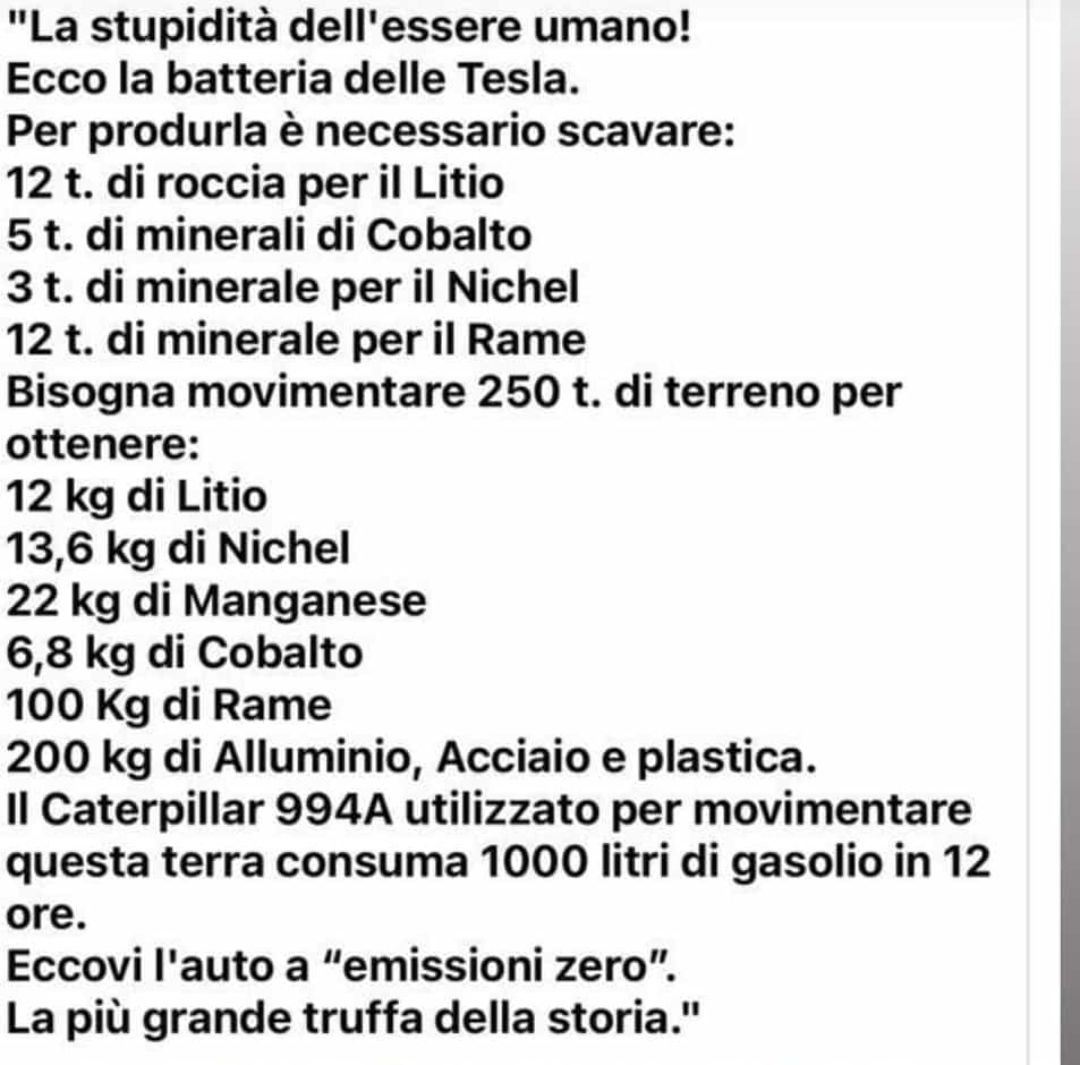 "La stupidità dell'essere umano!
Ecco la batteria delle Tesla.
Per produrla è necessario scavare:
12 t. di roccia per il Litio
5 t. di minerali di Cobalto
3 t. di minerale per il Nichel
12 t. di minerale per il Rame
Bisogna movimentare 250 t. di terreno per
ottenere:
12 kg di Litio
13,6 kg di Nichel
22 kg di Manganese
6,8 kg di Cobalto
100 Kg di Rame
200 kg di Alluminio, Acciaio e plastica.
Il Caterpillar 994A utilizzato per movimentare
questa terra consuma 1000 litri di gasolio in 12
ore.
Eccovi l'auto a “emissioni zero”.
La più grande truffa della storia."